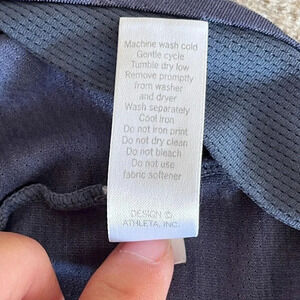 Machine wash cold
Gentle cycle
Tumble dry low
Remove promptly
from washer
and dryer
Wash separately
Cool iron
Do not iron print
Do not dry clean
Do not bleach
Do not use
fabric softener
DESIGN ©
ATHLETA, INC.